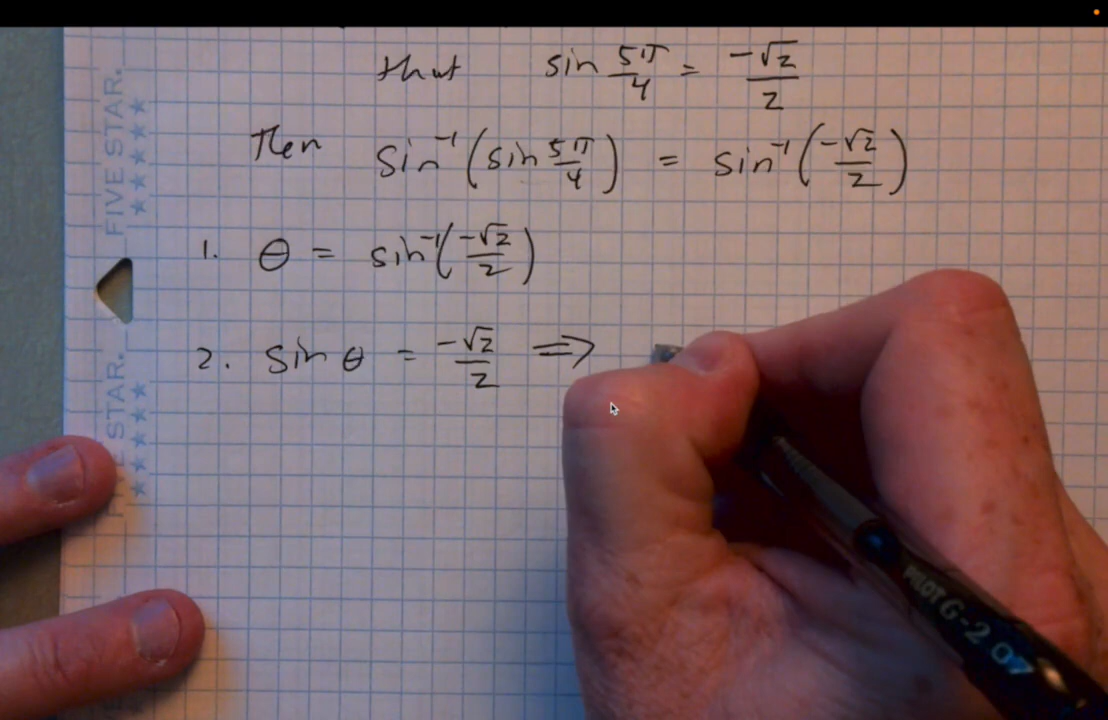 that sin 5π/4 = -√2/2
Then sin⁻¹(sin 5π/4) = sin⁻¹(-√2/2)
1. θ = sin⁻¹(-√2/2)
2. sin θ = -√2/2 ⇒
FIVE STAR.
FIVE STAR.
PILOT G-2 07